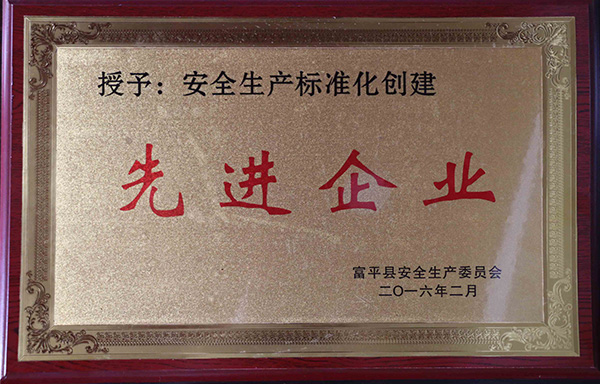 授予：安全生产标准化创建
先进企业
富平县安全生产委员会
二〇一六年二月